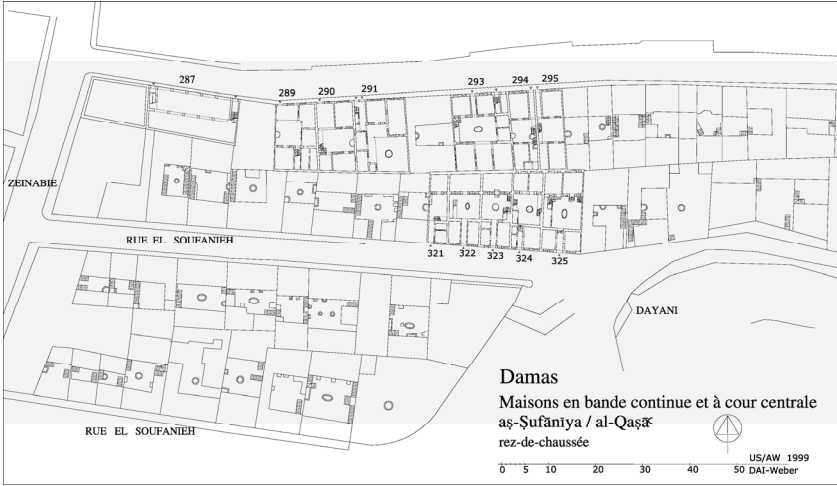 287
289
290
291
293
294
295
ZEINABIE
RUE EL SOUFANIEH
321
322
323
324
325
DAYANI
Damas
Maisons en bande continue et à cour centrale
aṣ-Ṣufānīya / al-Qaṣāʿ
rez-de-chaussée
RUE EL SOUFANIEH
US/AW 1999
0 5 10 20 30 40 50 DAI-Weber